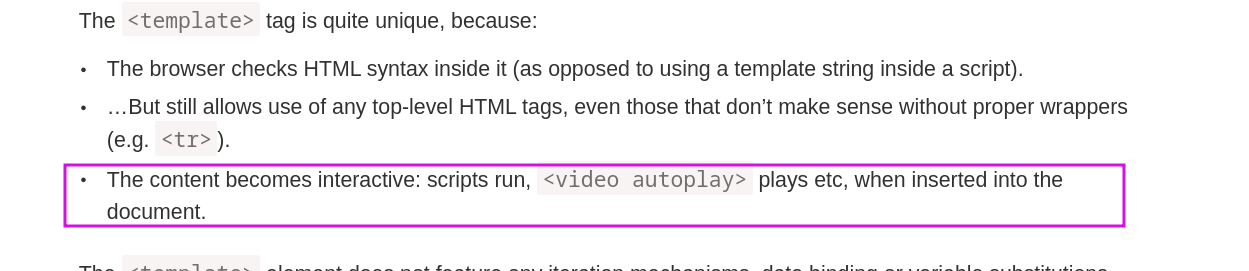 The <template> tag is quite unique, because:
• The browser checks HTML syntax inside it (as opposed to using a template string inside a script).
• …But still allows use of any top-level HTML tags, even those that don’t make sense without proper wrappers
(e.g. <tr>).
• The content becomes interactive: scripts run, <video autoplay> plays etc, when inserted into the
document.
The <template> element does not feature any iteration mechanisms, data binding or variable substitutions